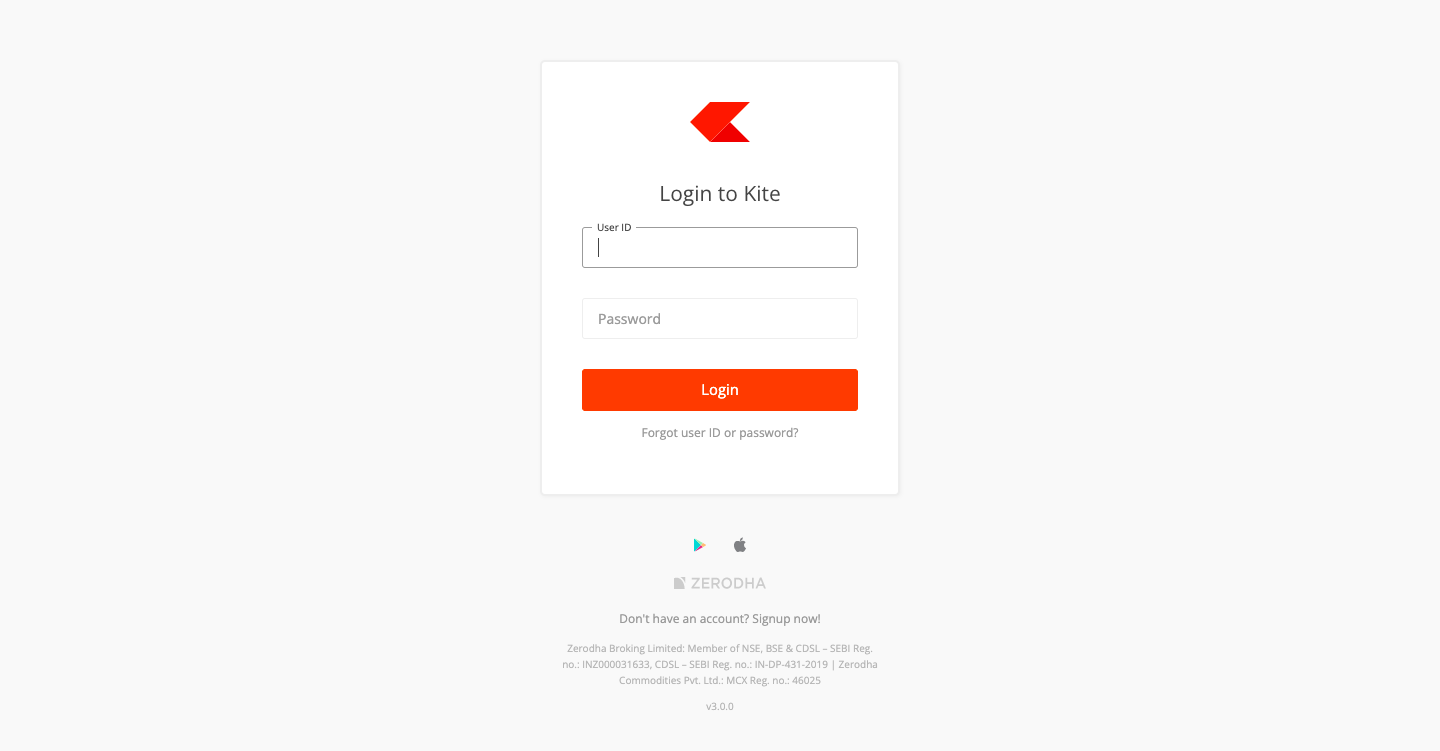 Login to Kite
User ID
Password
Login
Forgot user ID or password?
ZERODHA
Don't have an account? Signup now!
Zerodha Broking Limited: Member of NSE, BSE & CDSL – SEBI Reg.
no.: INZ000031633, CDSL – SEBI Reg. no.: IN-DP-431-2019 | Zerodha
Commodities Pvt. Ltd.: MCX Reg. no.: 46025
v3.0.0